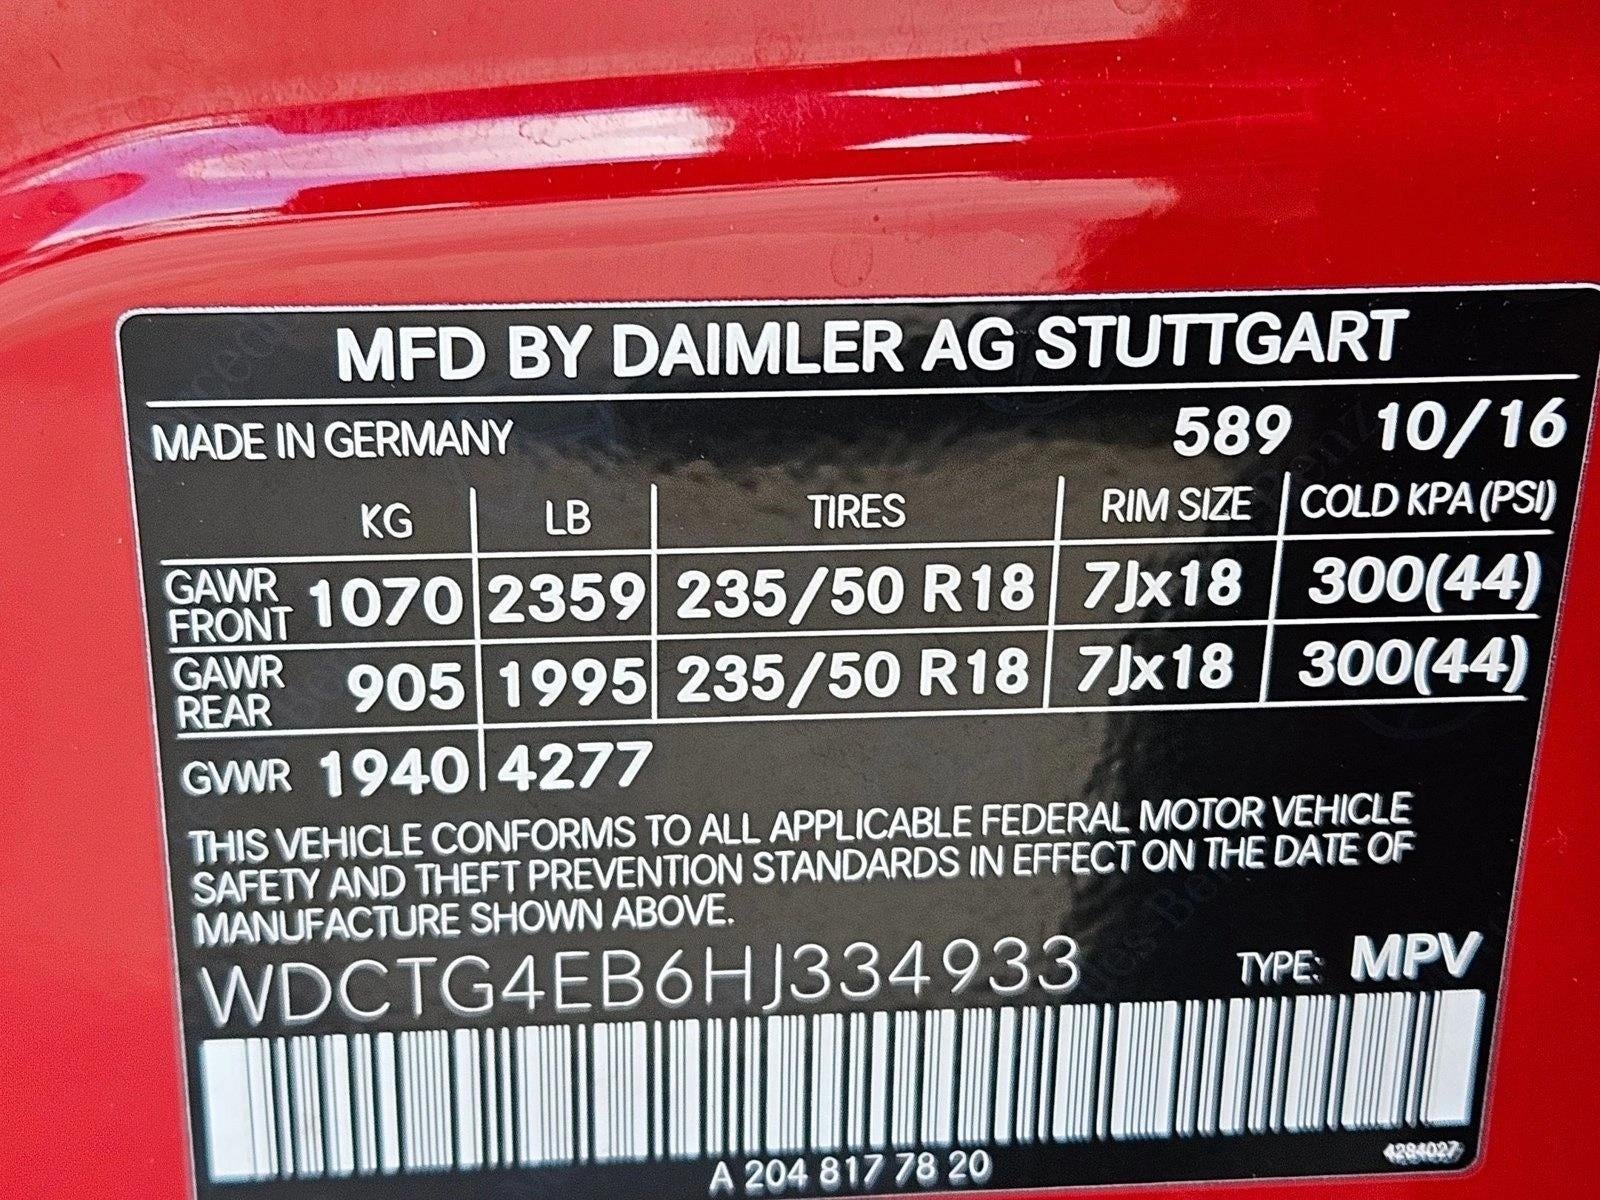 MFD BY DAIMLER AG STUTTGART
MADE IN GERMANY 589 10/16
KG LB TIRES RIM SIZE COLD KPA (PSI)
GAWR FRONT 1070 2359 235/50 R18 7Jx18 300(44)
GAWR REAR 905 1995 235/50 R18 7Jx18 300(44)
GVWR 1940 4277
THIS VEHICLE CONFORMS TO ALL APPLICABLE FEDERAL MOTOR VEHICLE
SAFETY AND THEFT PREVENTION STANDARDS IN EFFECT ON THE DATE OF
MANUFACTURE SHOWN ABOVE.
WDCTG4EB6HJ334933 TYPE: MPV
A 204 817 78 20
4284027